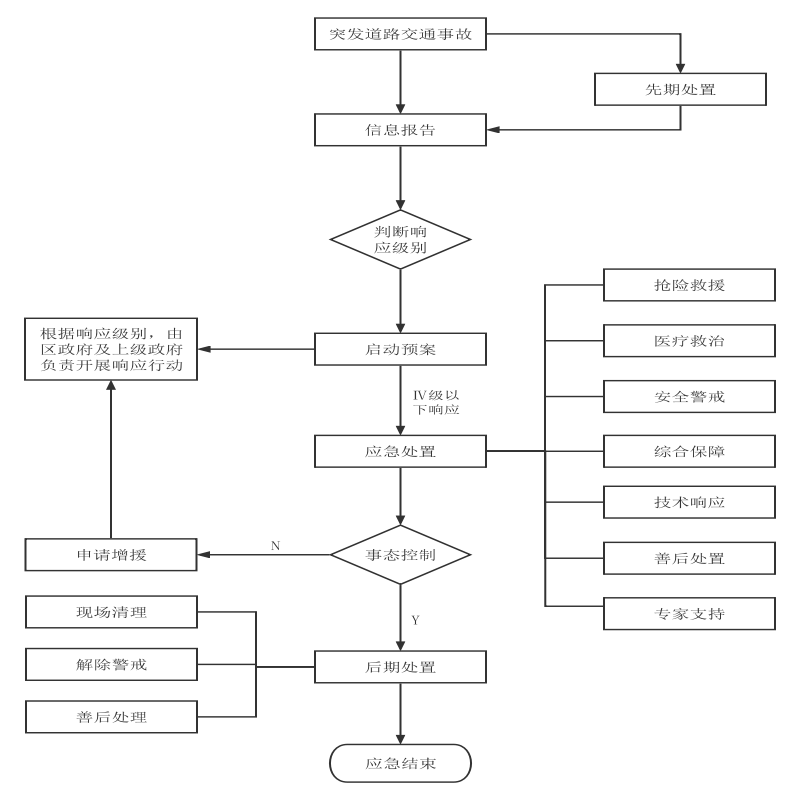 突发道路交通事故
先期处置
信息报告
判断响
应级别
抢险救援
根据响应级别，由
区政府及上级政府
负责开展响应行动
启动预案
医疗救治
IV级以
下响应
安全警戒
应急处置
综合保障
技术响应
申请增援
N
事态控制
善后处置
现场清理
Y
专家支持
解除警戒
后期处置
善后处理
应急结束